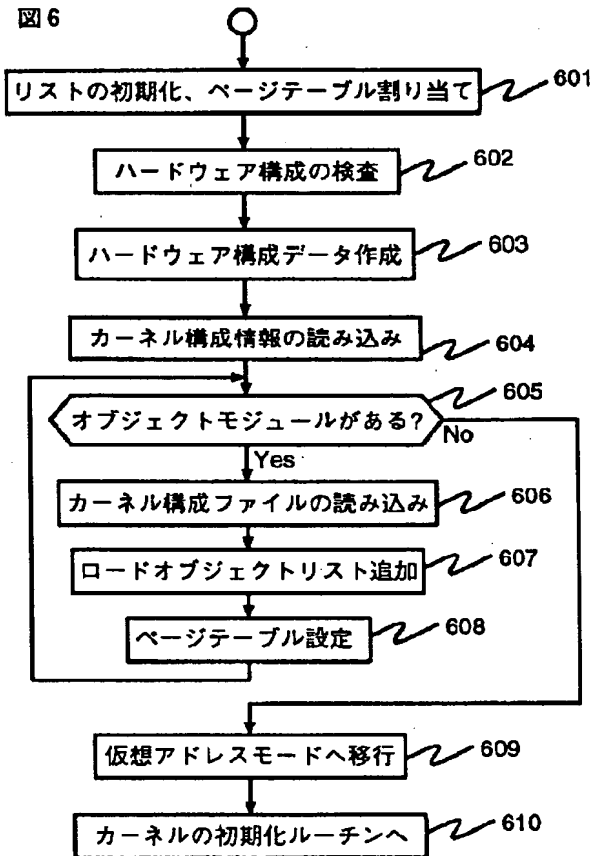 図6
リストの初期化、ページテーブル割り当て
601
ハードウェア構成の検査
602
ハードウェア構成データ作成
603
カーネル構成情報の読み込み
604
オブジェクトモジュールがある?
605
No
Yes
カーネル構成ファイルの読み込み
606
ロードオブジェクトリスト追加
607
ページテーブル設定
608
仮想アドレスモードへ移行
609
カーネルの初期化ルーチンへ
610